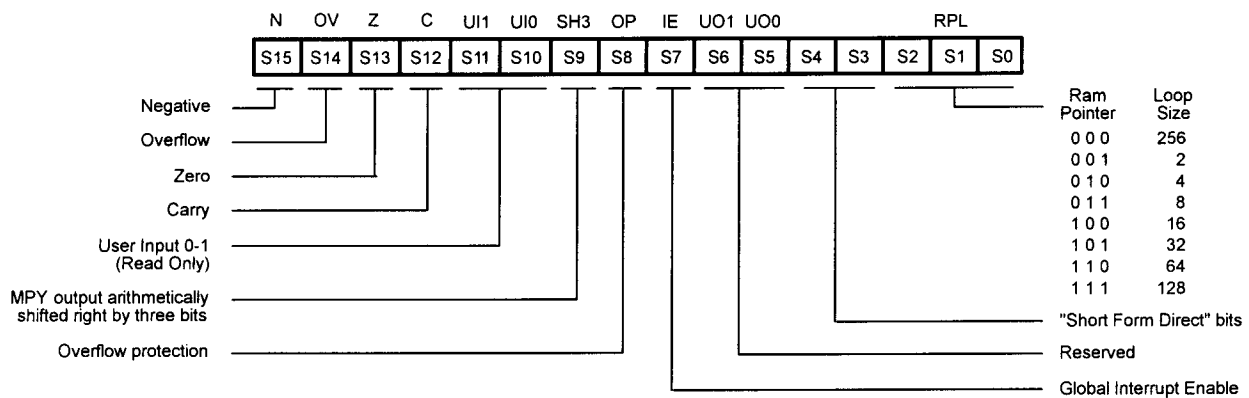 N OV Z C UI1 UI0 SH3 OP IE UO1 UO0 RPL
S15 S14 S13 S12 S11 S10 S9 S8 S7 S6 S5 S4 S3 S2 S1 S0
Negative
Overflow
Zero
Carry
User Input 0-1
(Read Only)
MPY output arithmetically
shifted right by three bits
Overflow protection
Ram Loop
Pointer Size
0 0 0 256
0 0 1 2
0 1 0 4
0 1 1 8
1 0 0 16
1 0 1 32
1 1 0 64
1 1 1 128
"Short Form Direct" bits
Reserved
Global Interrupt Enable